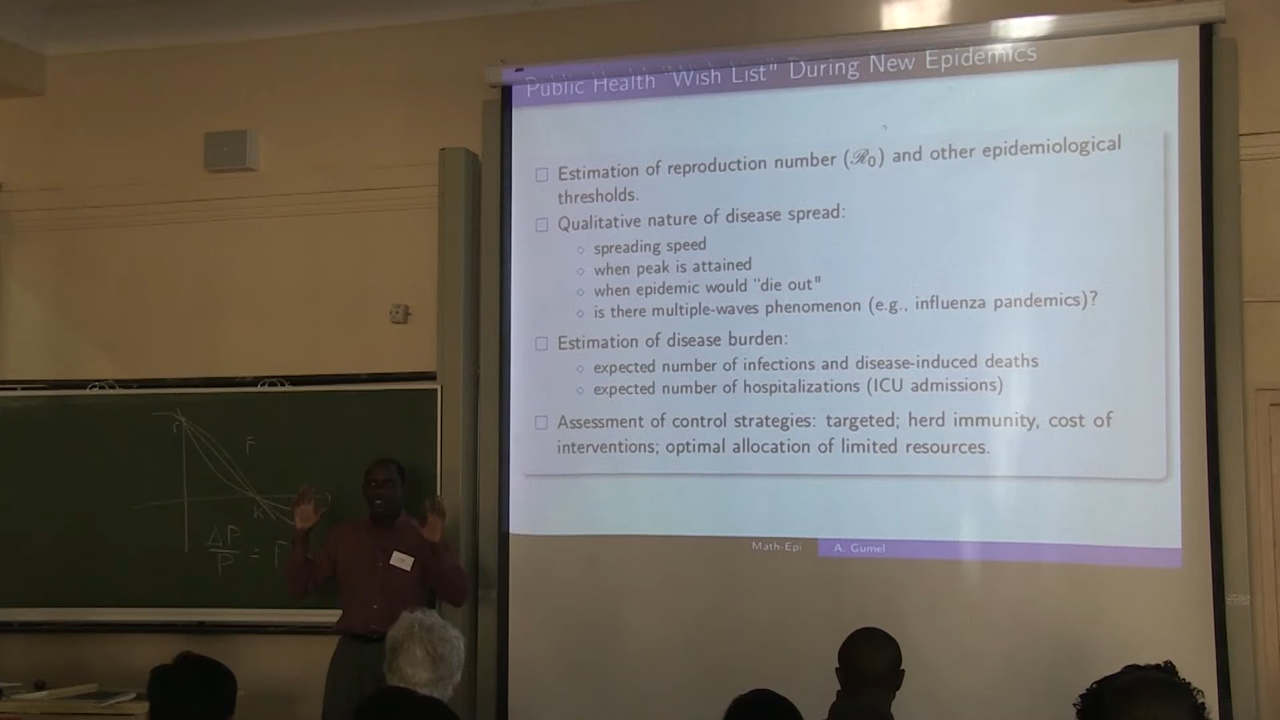 Public Health "Wish List" During New Epidemics
Estimation of reproduction number (ℛ₀) and other epidemiological
thresholds.
Qualitative nature of disease spread:
spreading speed
when peak is attained
when epidemic would "die out"
is there multiple-waves phenomenon (e.g., influenza pandemics)?
Estimation of disease burden:
expected number of infections and disease-induced deaths
expected number of hospitalizations (ICU admissions)
Assessment of control strategies: targeted; herd immunity, cost of
interventions; optimal allocation of limited resources.
Math-Epi A. Gumel
r
K
ΔP
P =